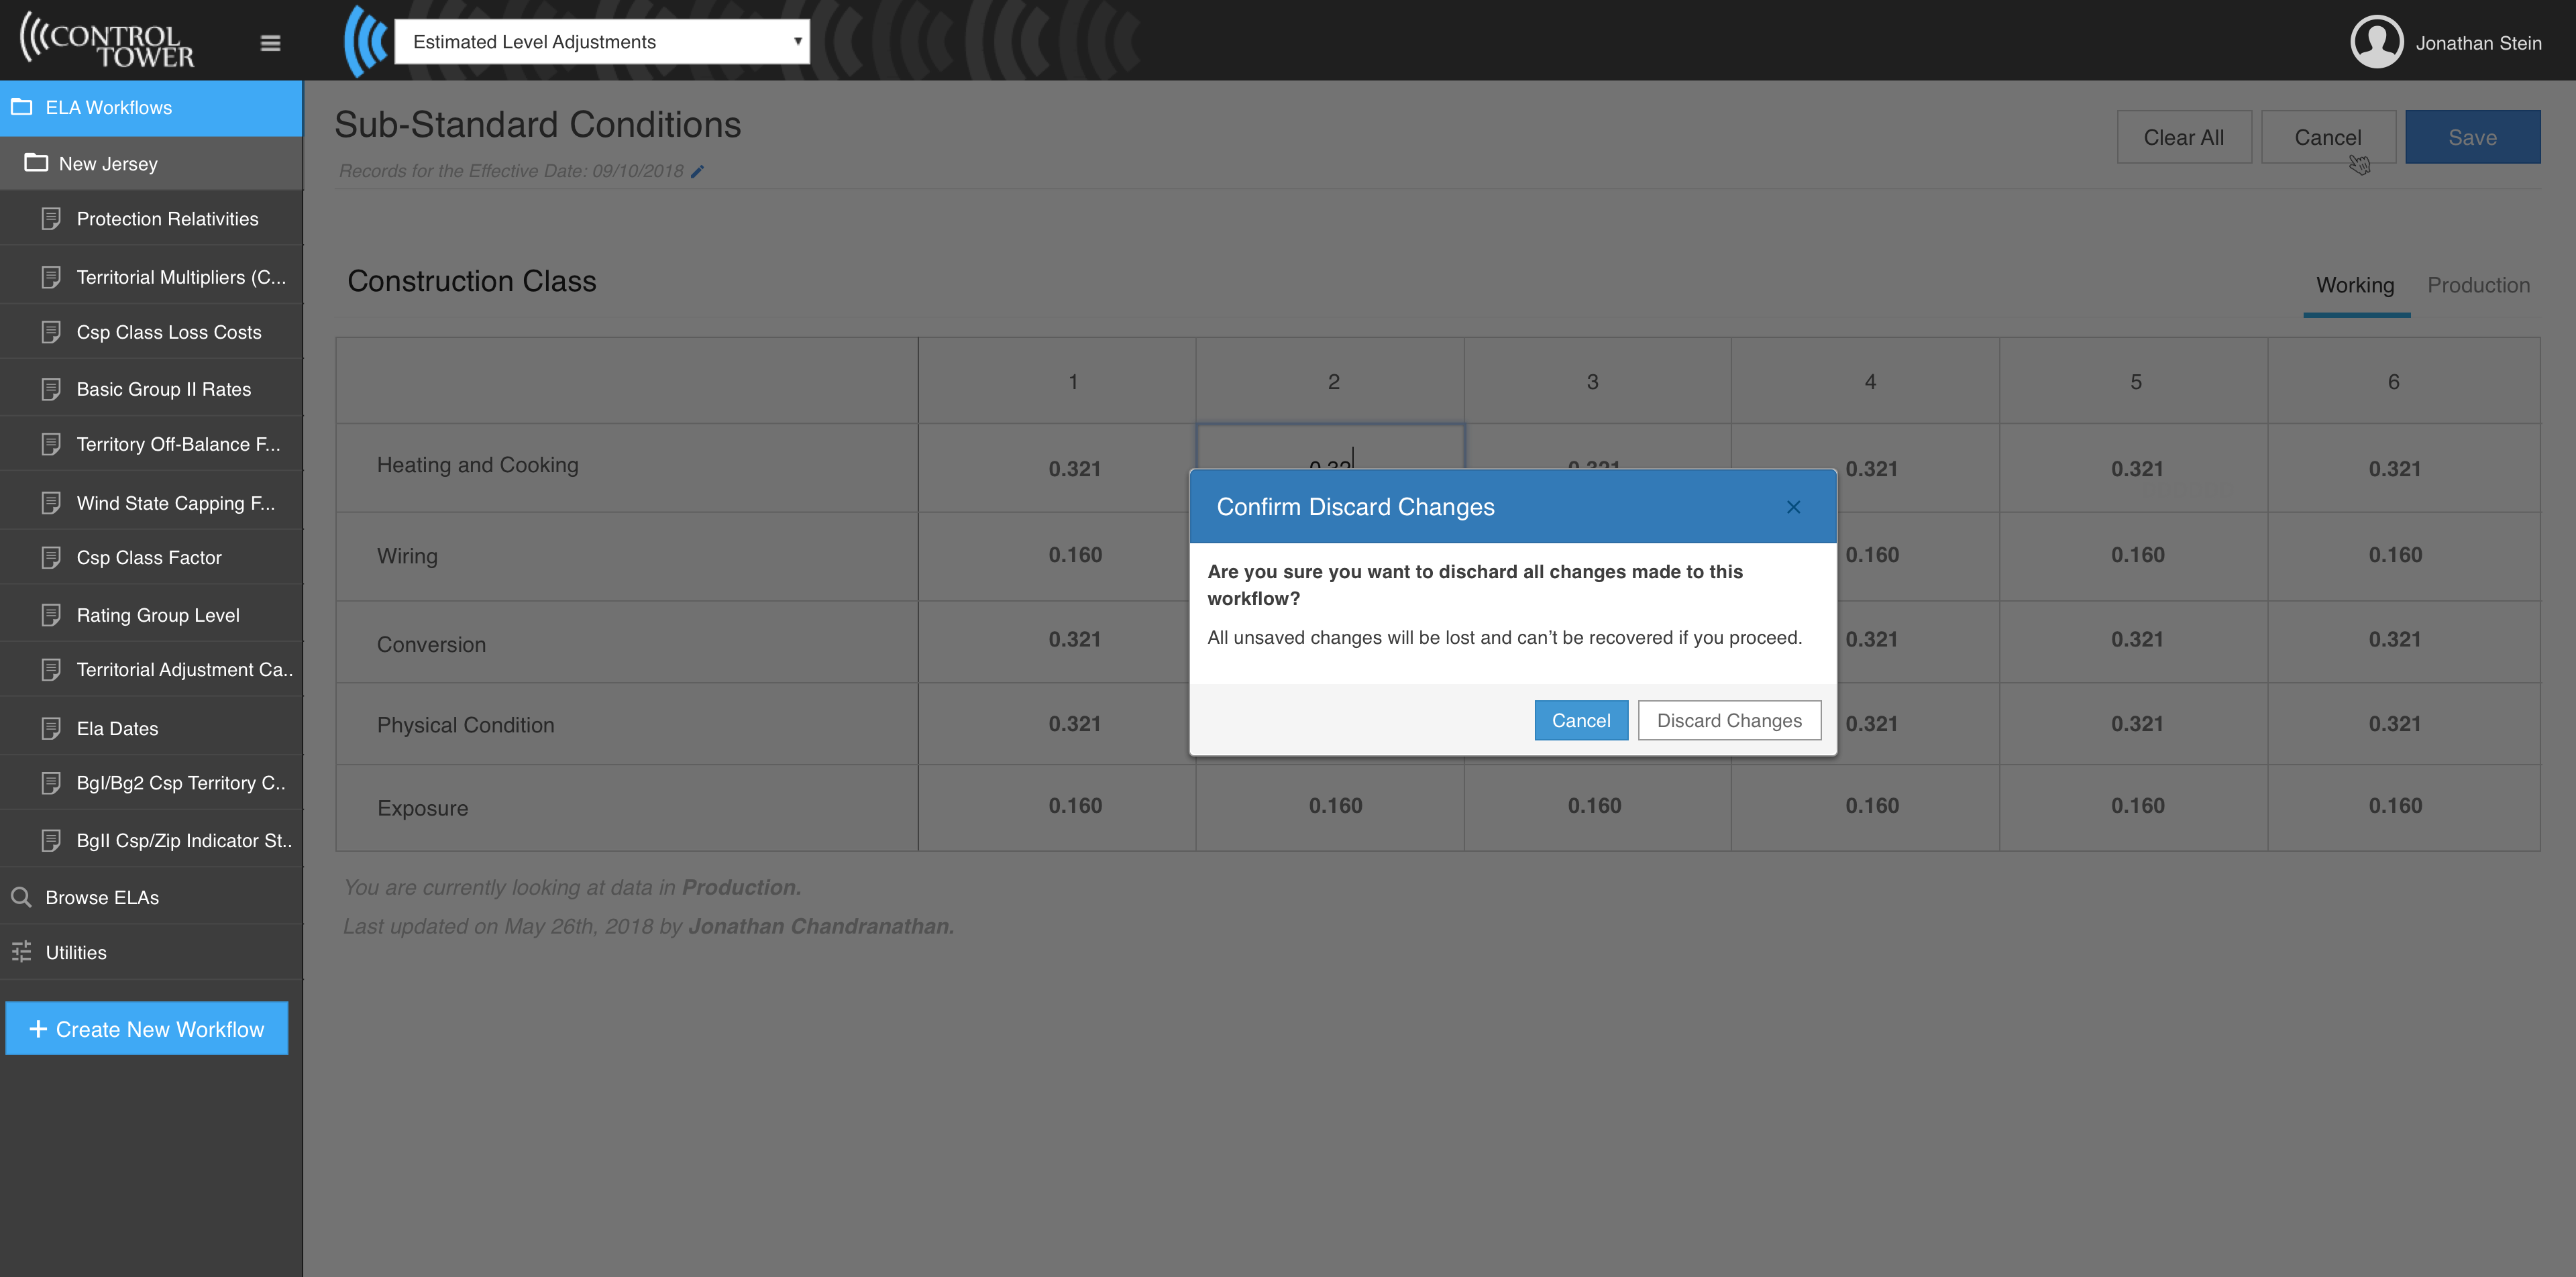 CONTROL
TOWER
Estimated Level Adjustments
Jonathan Stein
ELA Workflows
New Jersey
Protection Relativities
Territorial Multipliers (C...
Csp Class Loss Costs
Basic Group II Rates
Territory Off-Balance F...
Wind State Capping F...
Csp Class Factor
Rating Group Level
Territorial Adjustment Ca..
Ela Dates
BgI/Bg2 Csp Territory C..
BgII Csp/Zip Indicator St..
Browse ELAs
Utilities
+ Create New Workflow
Sub-Standard Conditions
Records for the Effective Date: 09/10/2018
Clear All Cancel Save
Construction Class
Working Production
1 2 3 4 5 6
Heating and Cooking 0.321 0.32 0.321 0.321 0.321 0.321
Wiring 0.160 0.160 0.160 0.160
Conversion 0.321 0.321 0.321 0.321
Physical Condition 0.321 0.321 0.321 0.321
Exposure 0.160 0.160 0.160 0.160 0.160 0.160
You are currently looking at data in Production.
Last updated on May 26th, 2018 by Jonathan Chandranathan.
Confirm Discard Changes
Are you sure you want to dischard all changes made to this
workflow?
All unsaved changes will be lost and can’t be recovered if you proceed.
Cancel Discard Changes